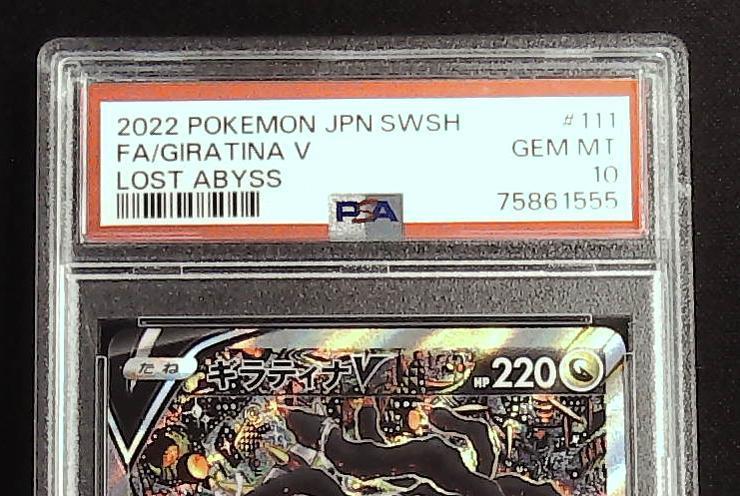 2022 POKEMON JPN SWSH #111
FA/GIRATINA V GEM MT
LOST ABYSS 10
75861555
PSA
たね ギラティナV HP 220